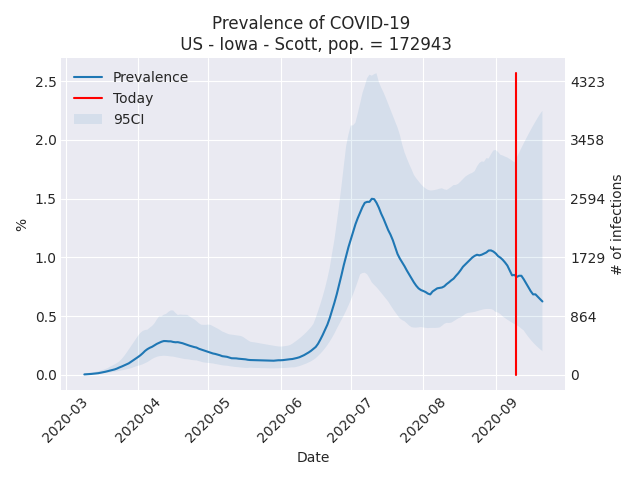 Prevalence of COVID-19
US - Iowa - Scott, pop. = 172943
Prevalence
Today
95CI
%
2.5
2.0
1.5
1.0
0.5
0.0
4323
3458
2594
1729
864
0
# of infections
2020-03
2020-04
2020-05
2020-06
2020-07
2020-08
2020-09
Date